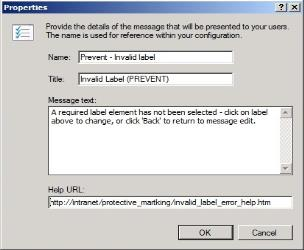 Properties
Provide the details of the message that will be presented to your users.
The name is used for reference within your configuration.
Name: Prevent - Invalid label
Title: Invalid Label (PREVENT)
Message text:
A required label element has not been selected - click on label
above to change, or click 'Back' to return to message edit.
Help URL:
http://intranet/protective_martking/invalid_label_error_help.htm
OK Cancel